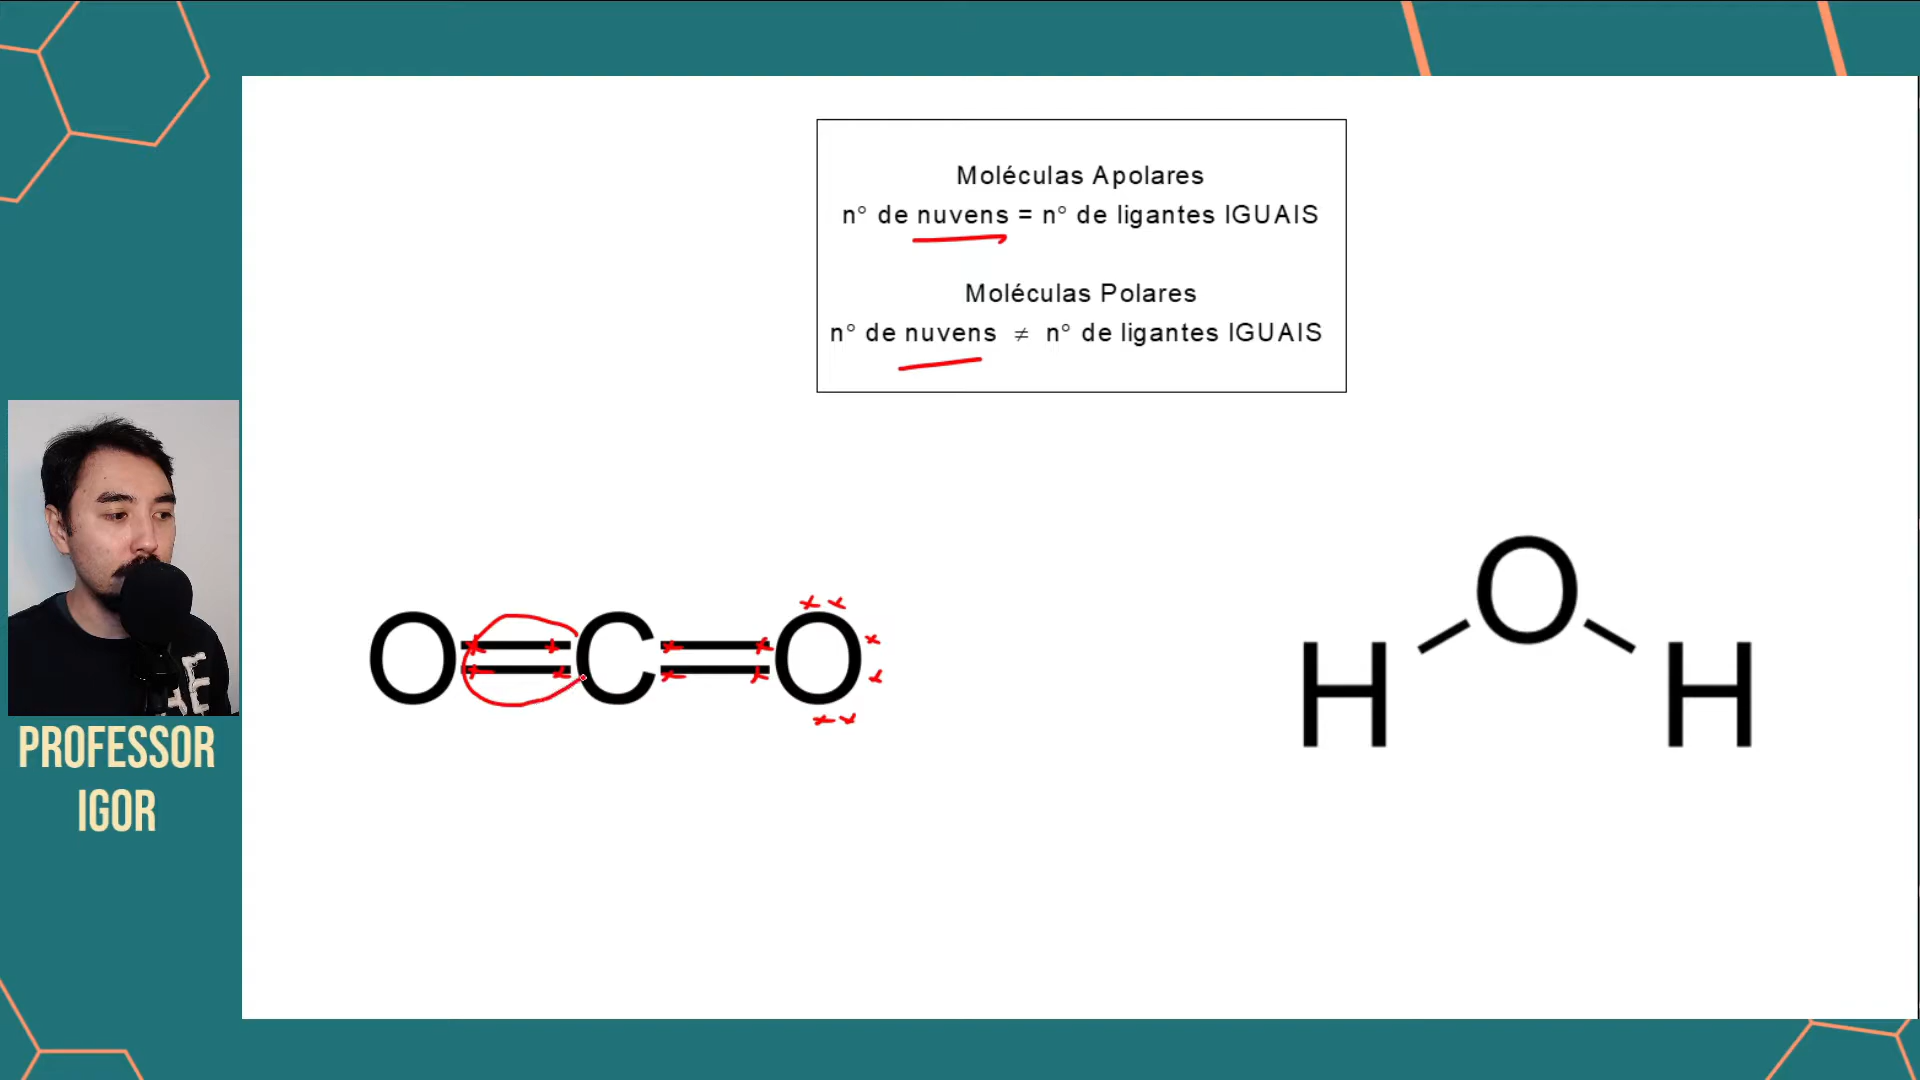 Moléculas Apolares
n° de nuvens = n° de ligantes IGUAIS
Moléculas Polares
n° de nuvens ≠ n° de ligantes IGUAIS
O=C=O
O
H H
PROFESSOR
IGOR